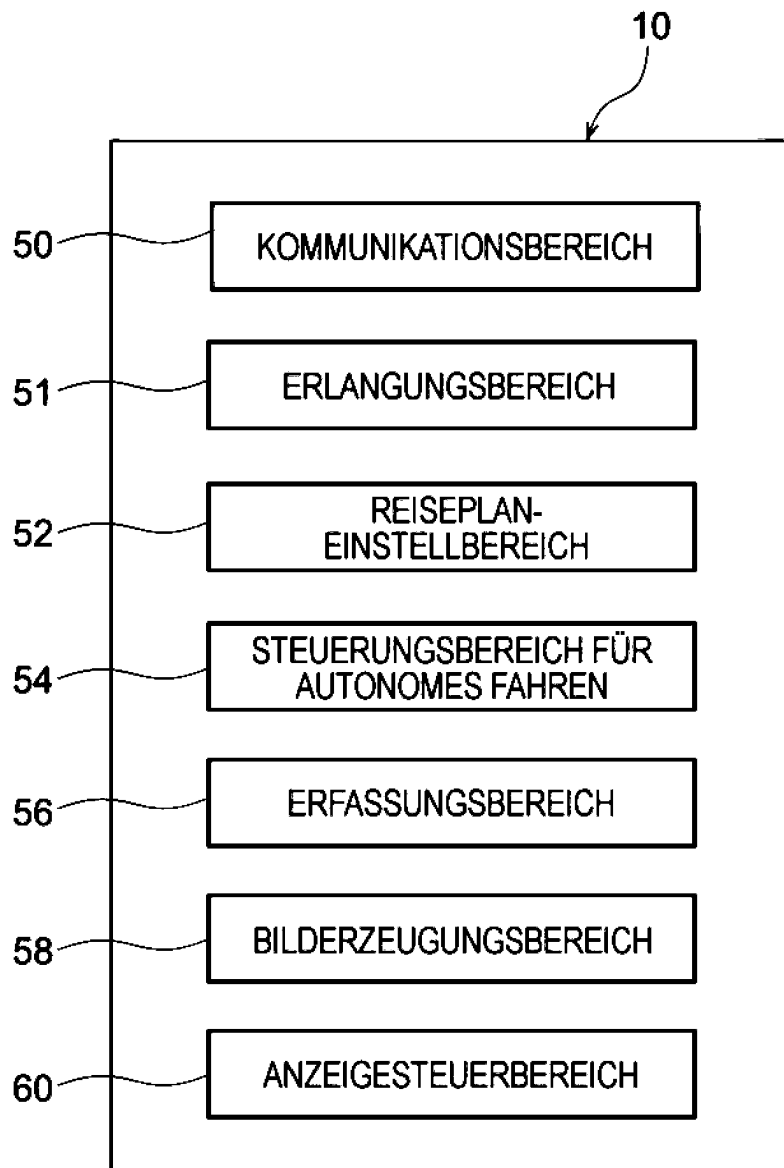 10
50 KOMMUNIKATIONSBEREICH
51 ERLANGUNGSBEREICH
52 REISEPLAN-
EINSTELLBEREICH
54 STEUERUNGSBEREICH FÜR
AUTONOMES FAHREN
56 ERFASSUNGSBEREICH
58 BILDERZEUGUNGSBEREICH
60 ANZEIGESTEUERBEREICH